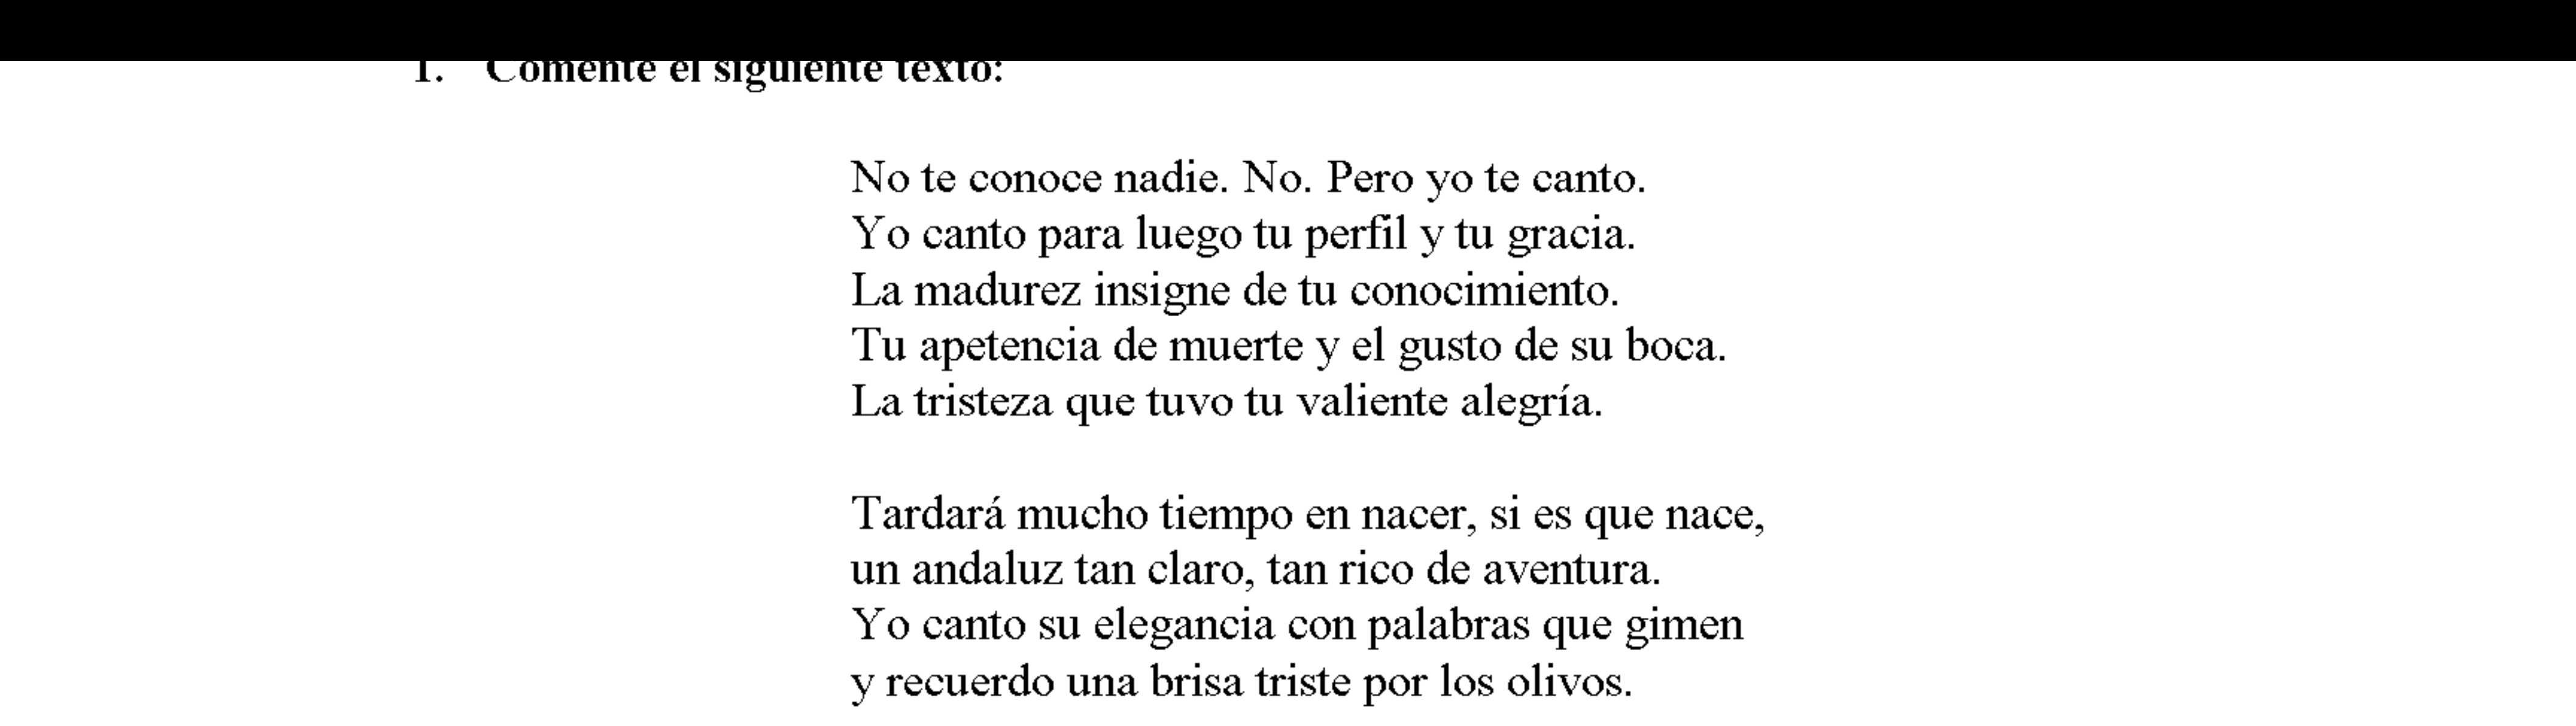 1. Comente el siguiente texto:
No te conoce nadie. No. Pero yo te canto.
Yo canto para luego tu perfil y tu gracia.
La madurez insigne de tu conocimiento.
Tu apetencia de muerte y el gusto de su boca.
La tristeza que tuvo tu valiente alegría.
Tardará mucho tiempo en nacer, si es que nace,
un andaluz tan claro, tan rico de aventura.
Yo canto su elegancia con palabras que gimen
y recuerdo una brisa triste por los olivos.